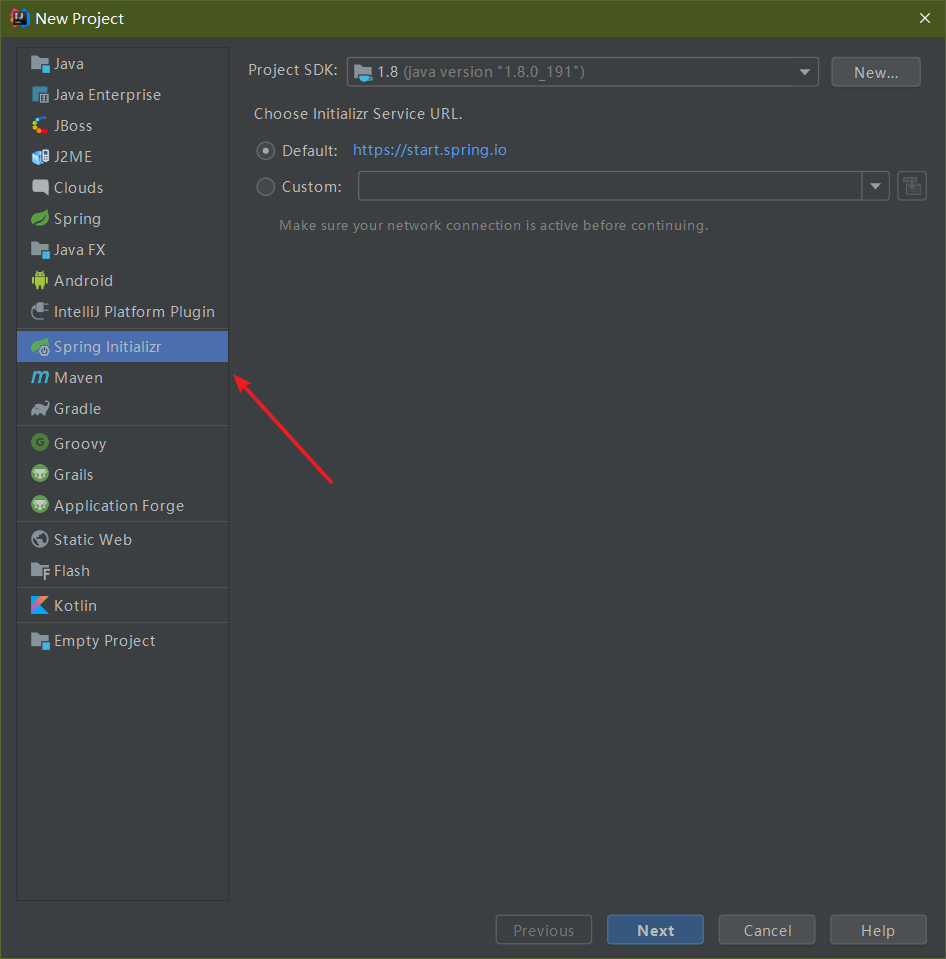 New Project
Java
Java Enterprise
JBoss
J2ME
Clouds
Spring
Java FX
Android
IntelliJ Platform Plugin
Spring Initializr
Maven
Gradle
Groovy
Grails
Application Forge
Static Web
Flash
Kotlin
Empty Project
Project SDK: 1.8 (java version "1.8.0_191") New...
Choose Initializr Service URL.
Default: https://start.spring.io
Custom:
Make sure your network connection is active before continuing.
Previous Next Cancel Help